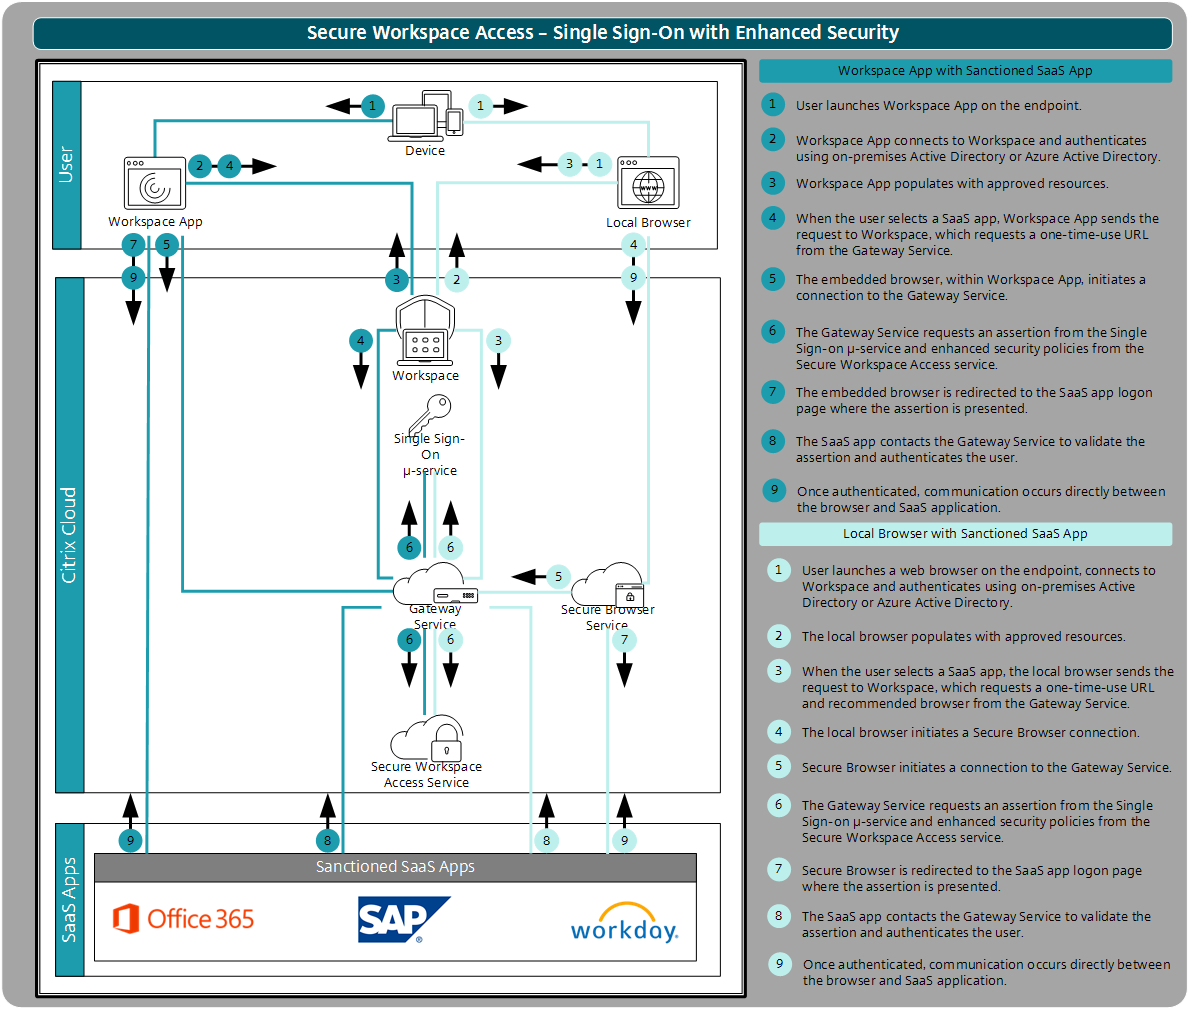 Secure Workspace Access – Single Sign-On with Enhanced Security
User
1
1
Device
2
4
3
1
Workspace App
Local Browser
7
5
4
9
3
2
9
Citrix Cloud
4
3
Workspace
Single Sign-
On
µ-service
6
6
5
Gateway
Service
Secure Browser
Service
6
6
7
Secure Workspace
Access Service
SaaS Apps
9
8
8
9
Sanctioned SaaS Apps
Office 365
SAP
®
workday.
WWW
Workspace App with Sanctioned SaaS App
1 User launches Workspace App on the endpoint.
2 Workspace App connects to Workspace and authenticates
using on-premises Active Directory or Azure Active Directory.
3 Workspace App populates with approved resources.
4 When the user selects a SaaS app, Workspace App sends the
request to Workspace, which requests a one-time-use URL
from the Gateway Service.
5 The embedded browser, within Workspace App, initiates a
connection to the Gateway Service.
6 The Gateway Service requests an assertion from the Single
Sign-on µ-service and enhanced security policies from the
Secure Workspace Access service.
7 The embedded browser is redirected to the SaaS app logon
page where the assertion is presented.
8 The SaaS app contacts the Gateway Service to validate the
assertion and authenticates the user.
9 Once authenticated, communication occurs directly between
the browser and SaaS application.
Local Browser with Sanctioned SaaS App
1 User launches a web browser on the endpoint, connects to
Workspace and authenticates using on-premises Active
Directory or Azure Active Directory.
2 The local browser populates with approved resources.
3 When the user selects a SaaS app, the local browser sends the
request to Workspace, which requests a one-time-use URL
and recommended browser from the Gateway Service.
4 The local browser initiates a Secure Browser connection.
5 Secure Browser initiates a connection to the Gateway Service.
6 The Gateway Service requests an assertion from the Single
Sign-on µ-service and enhanced security policies from the
Secure Workspace Access service.
7 Secure Browser is redirected to the SaaS app logon page
where the assertion is presented.
8 The SaaS app contacts the Gateway Service to validate the
assertion and authenticates the user.
9 Once authenticated, communication occurs directly between
the browser and SaaS application.